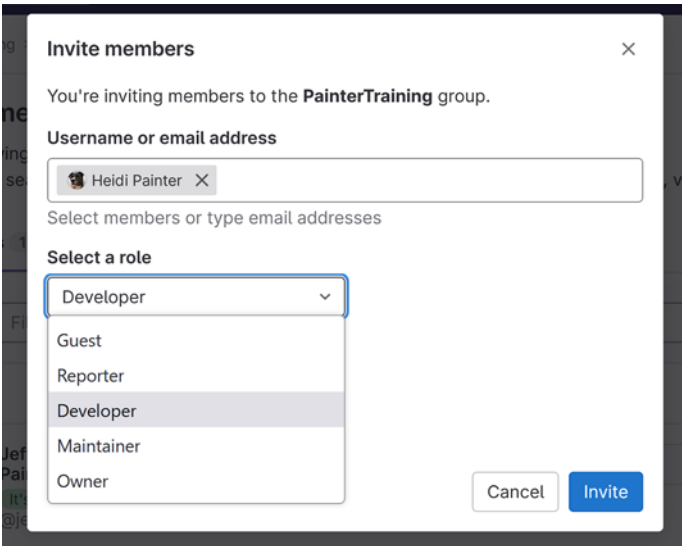 Invite members
You're inviting members to the PainterTraining group.
Username or email address
Heidi Painter
Select members or type email addresses
Select a role
Developer
Guest
Reporter
Developer
Maintainer
Owner
Cancel
Invite